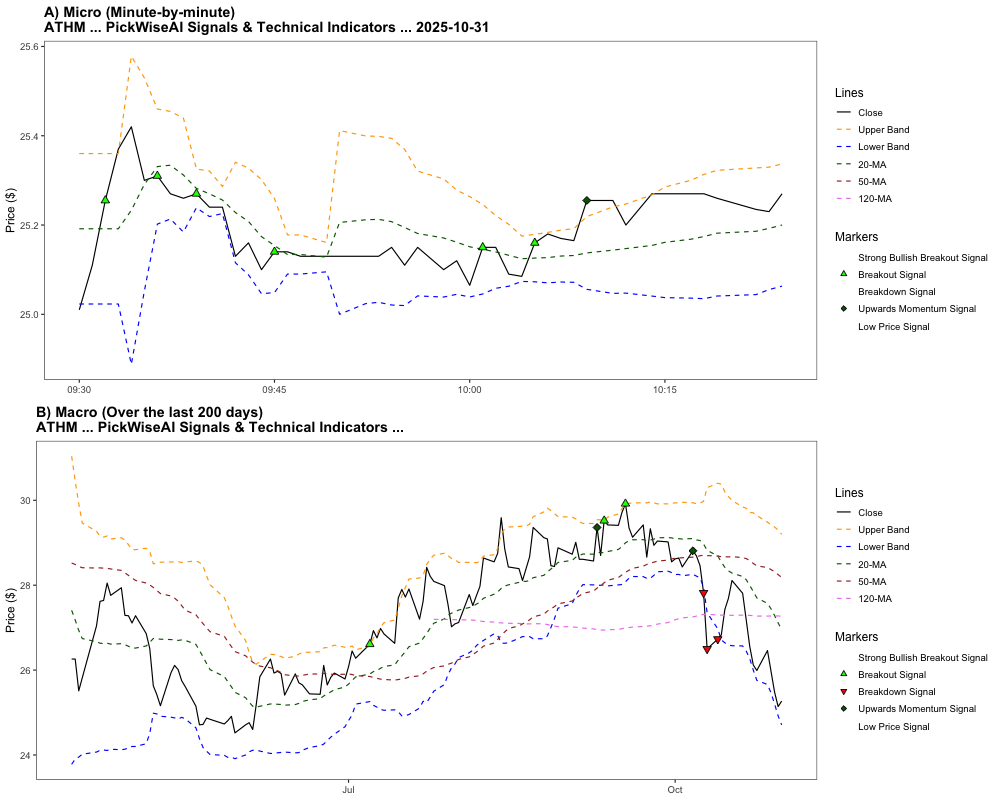 A) Micro (Minute-by-minute)
ATHM ... PickWiseAI Signals & Technical Indicators ... 2025-10-31
25.6
25.4
25.2
25.0
Price ($)
09:30
09:45
10:00
10:15
Lines
Close
Upper Band
Lower Band
20-MA
50-MA
120-MA
Markers
Strong Bullish Breakout Signal
Breakout Signal
Breakdown Signal
Upwards Momentum Signal
Low Price Signal
B) Macro (Over the last 200 days)
ATHM ... PickWiseAI Signals & Technical Indicators ...
30
28
26
24
Price ($)
Jul
Oct
Lines
Close
Upper Band
Lower Band
20-MA
50-MA
120-MA
Markers
Strong Bullish Breakout Signal
Breakout Signal
Breakdown Signal
Upwards Momentum Signal
Low Price Signal